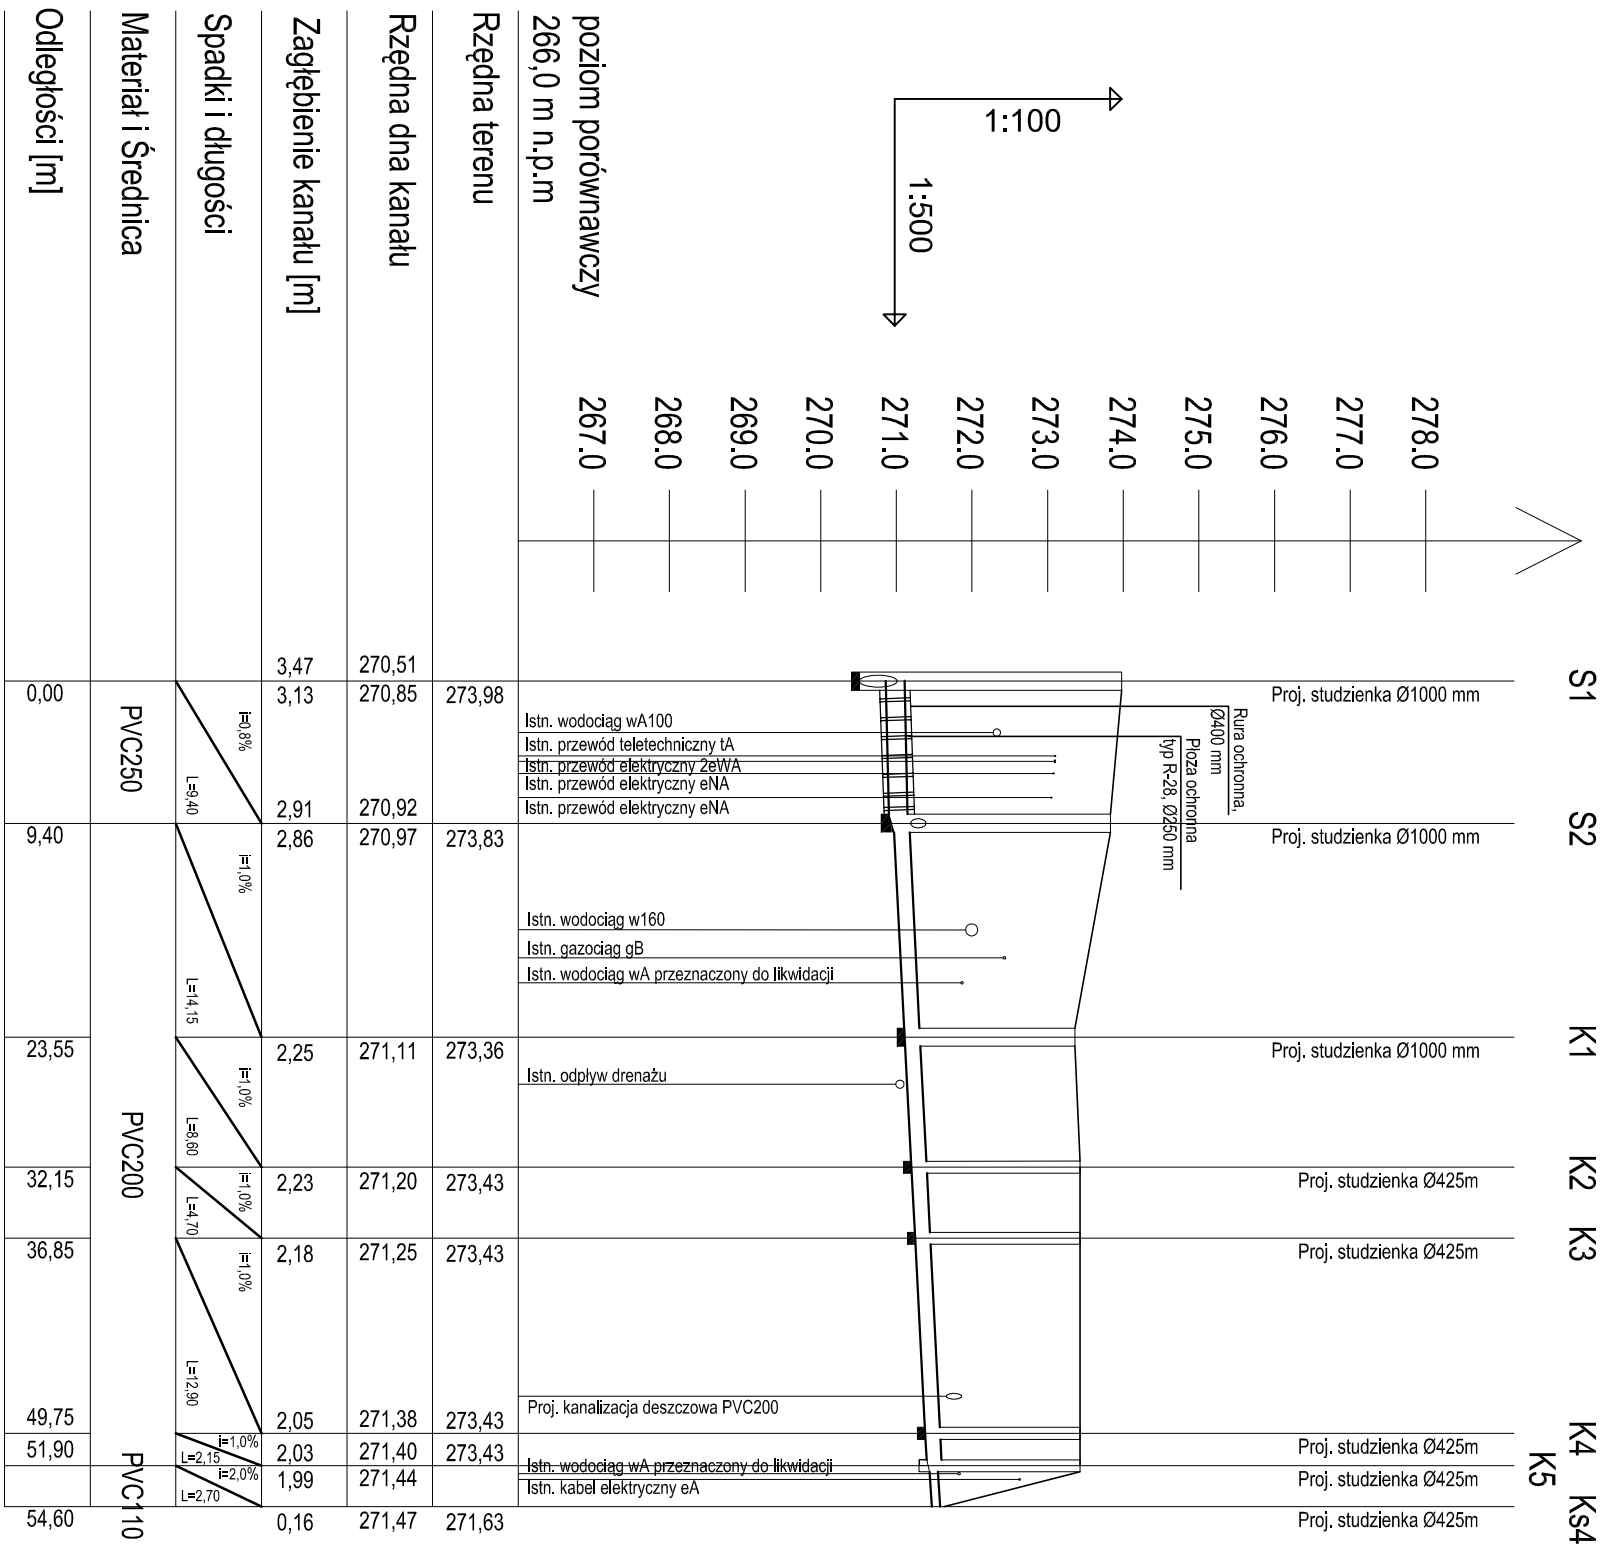 S1
S2
K1
K2
K3
K4
K5
Ks4
278.0
277.0
276.0
275.0
274.0
273.0
272.0
271.0
270.0
269.0
268.0
267.0
1:100
1:500
poziom porównawczy
266,0 m n.p.m
Proj. studzienka Ø1000 mm
Proj. studzienka Ø1000 mm
Proj. studzienka Ø1000 mm
Proj. studzienka Ø425m
Proj. studzienka Ø425m
Proj. studzienka Ø425m
Proj. studzienka Ø425m
Proj. studzienka Ø425m
Rura ochronna,
Ø400 mm
Płoza ochronna
typ R-28, Ø250 mm
Istn. wodociąg wA100
Istn. przewód teletechniczny tA
Istn. przewód elektryczny 2eWA
Istn. przewód elektryczny eNA
Istn. przewód elektryczny eNA
Istn. wodociąg w160
Istn. gazociąg gB
Istn. wodociąg wA przeznaczony do likwidacji
Istn. odpływ drenażu
Proj. kanalizacja deszczowa PVC200
Istn. wodociąg wA przeznaczony do likwidacji
Istn. kabel elektryczny eA
Rzędna terenu
273,98
273,83
273,36
273,43
273,43
273,43
273,43
271,63
Rzędna dna kanału
270,51
270,85
270,92
270,97
271,11
271,20
271,25
271,38
271,40
271,44
271,47
Zagłębienie kanału [m]
3,47
3,13
2,91
2,86
2,25
2,23
2,18
2,05
2,03
1,99
0,16
Spadki i długości
i=0,8%
L=9,40
i=1,0%
L=14,15
i=1,0%
L=8,60
i=1,0%
L=4,70
i=1,0%
L=12,90
i=1,0%
L=2,15
i=2,0%
L=2,70
Materiał i Średnica
PVC250
PVC200
PVC110
Odległości [m]
0,00
9,40
23,55
32,15
36,85
49,75
51,90
54,60